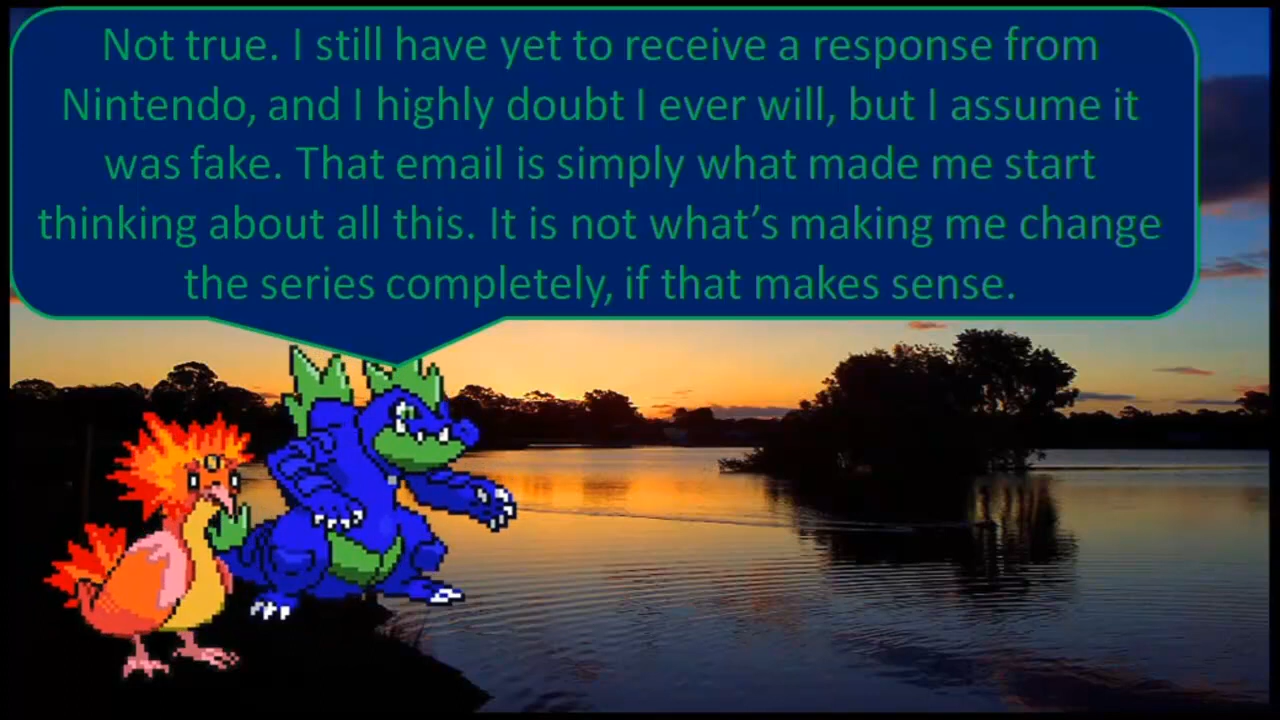 Not true. I still have yet to receive a response from
Nintendo, and I highly doubt I ever will, but I assume it
was fake. That email is simply what made me start
thinking about all this. It is not what’s making me change
the series completely, if that makes sense.